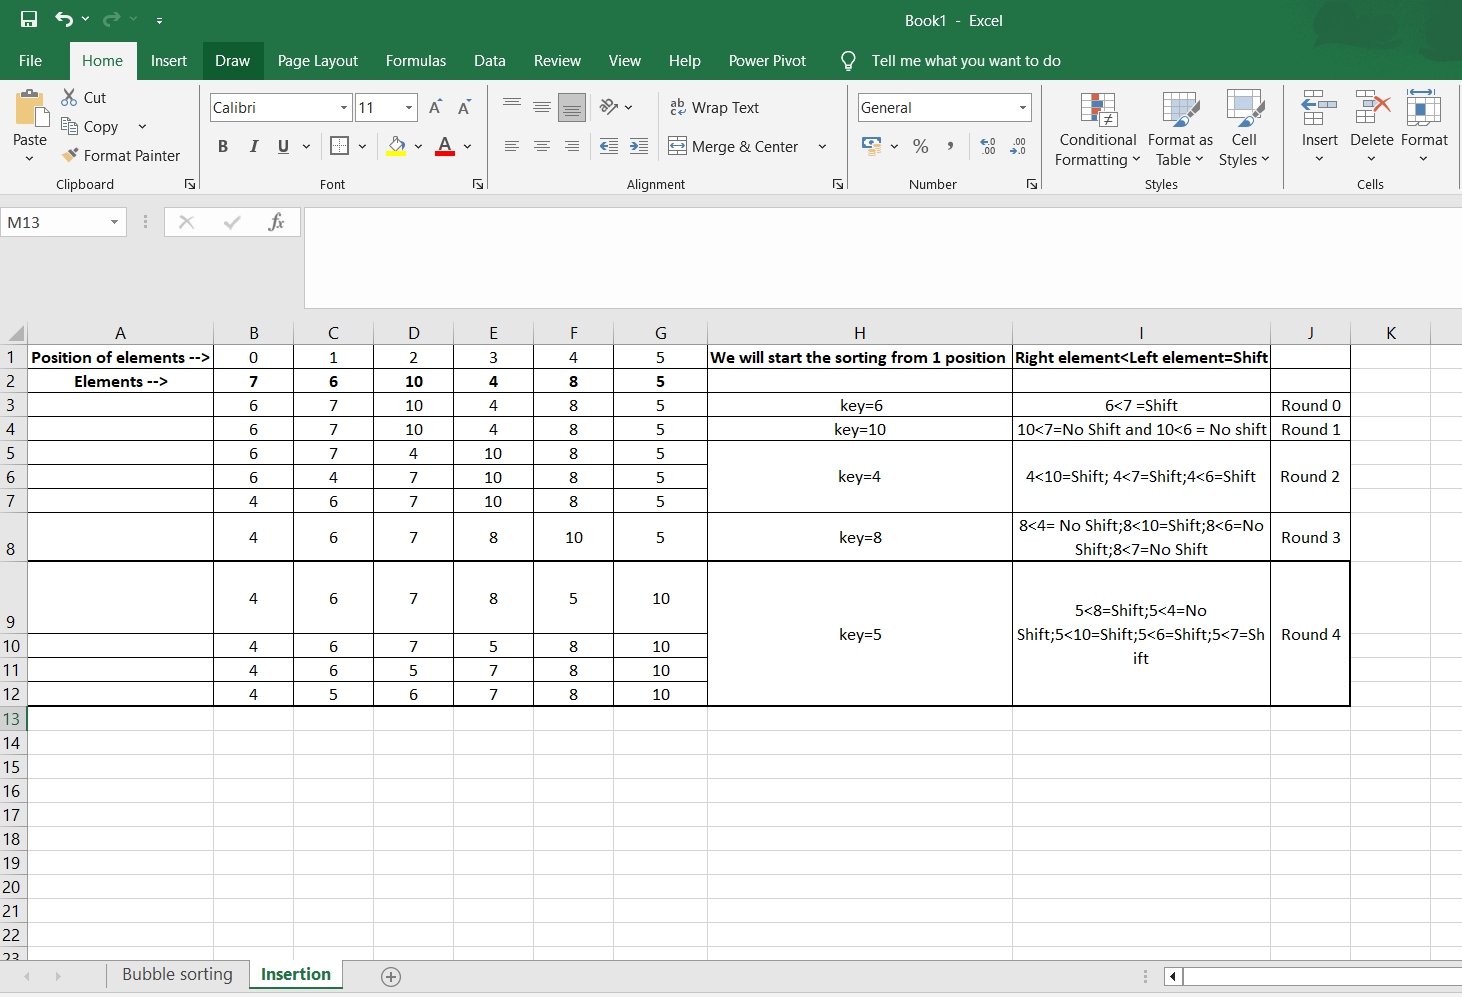 Book1 - Excel
File Home Insert Draw Page Layout Formulas Data Review View Help Power Pivot Tell me what you want to do
Paste
Cut
Copy
Format Painter
Clipboard
Calibri 11 A A
B I U A
Font
ab Wrap Text
Merge & Center
Alignment
General
% , .00 .00
Number
Conditional Formatting
Format as Table
Cell Styles
Styles
Insert Delete Format
Cells
M13 fx
A B C D E F G H I J K
1 Position of elements --> 0 1 2 3 4 5 We will start the sorting from 1 position Right element<Left element=Shift
2 Elements --> 7 6 10 4 8 5
3 6 7 10 4 8 5 key=6 6<7 =Shift Round 0
4 6 7 10 4 8 5 key=10 10<7=No Shift and 10<6 = No shift Round 1
5 6 7 4 10 8 5
6 6 4 7 10 8 5 key=4 4<10=Shift; 4<7=Shift;4<6=Shift Round 2
7 4 6 7 10 8 5
8 4 6 7 8 10 5 key=8 8<4= No Shift;8<10=Shift;8<6=No
Shift;8<7=No Shift Round 3
9 4 6 7 8 5 10
key=5 5<8=Shift;5<4=No
Shift;5<10=Shift;5<6=Shift;5<7=Sh
ift Round 4
10 4 6 7 5 8 10
11 4 6 5 7 8 10
12 4 5 6 7 8 10
13
14
15
16
17
18
19
20
21
22
23
Bubble sorting Insertion